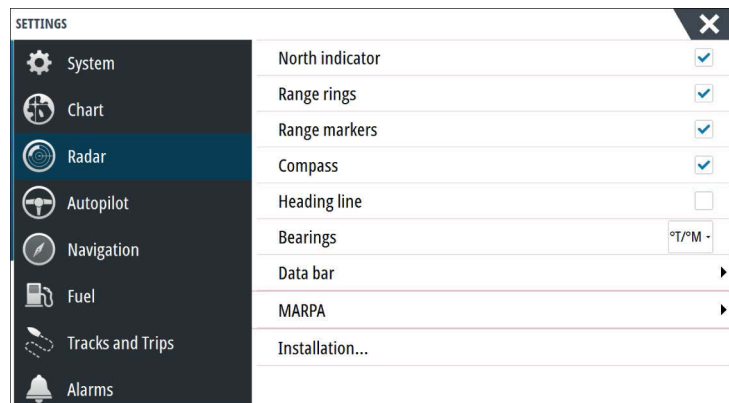 SETTINGS
System
Chart
Radar
Autopilot
Navigation
Fuel
Tracks and Trips
Alarms
North indicator
Range rings
Range markers
Compass
Heading line
Bearings °T/°M
Data bar
MARPA
Installation...